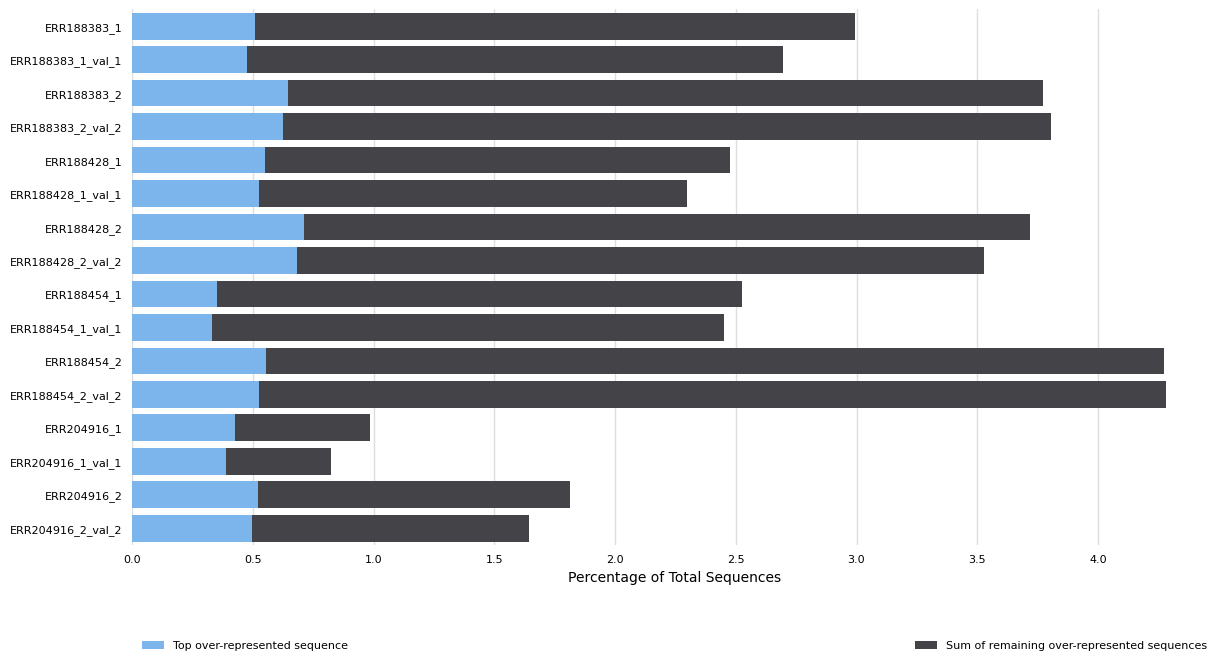 ERR188383_1
ERR188383_1_val_1
ERR188383_2
ERR188383_2_val_2
ERR188428_1
ERR188428_1_val_1
ERR188428_2
ERR188428_2_val_2
ERR188454_1
ERR188454_1_val_1
ERR188454_2
ERR188454_2_val_2
ERR204916_1
ERR204916_1_val_1
ERR204916_2
ERR204916_2_val_2
0.0 0.5 1.0 1.5 2.0 2.5 3.0 3.5 4.0
Percentage of Total Sequences
Top over-represented sequence Sum of remaining over-represented sequences